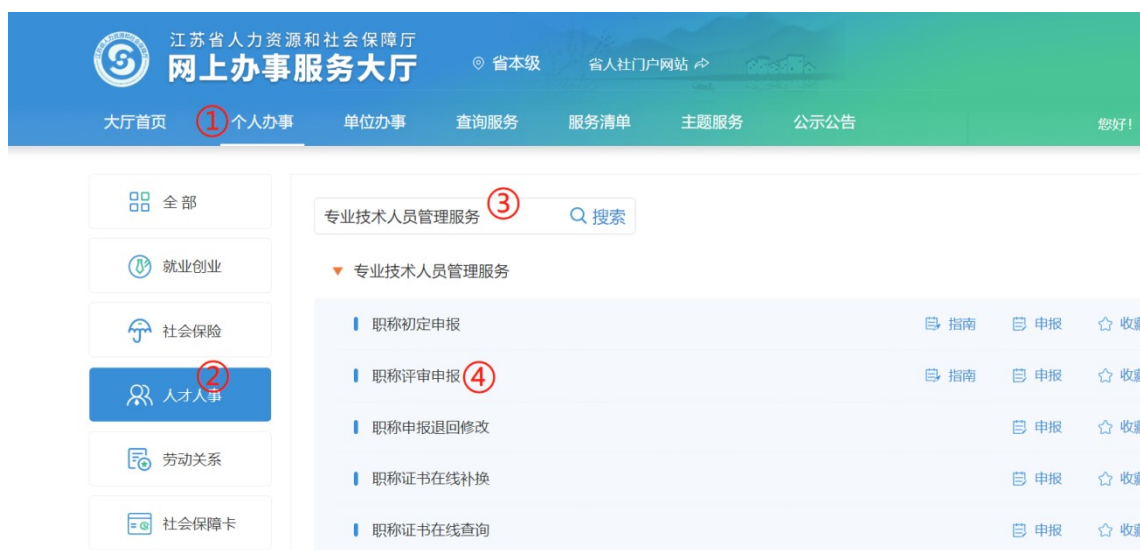 江苏省人力资源和社会保障厅
网上办事服务大厅
省本级
省人社门户网站
大厅首页 ① 个人办事 单位办事 查询服务 服务清单 主题服务 公示公告 您好!
全部
就业创业
社会保险
② 人才人事
劳动关系
社会保障卡
专业技术人员管理服务 ③ 搜索
专业技术人员管理服务
职称初定申报 指南 申报 收藏
职称评审申报 ④ 指南 申报 收藏
职称申报退回修改 申报 收藏
职称证书在线补换 申报 收藏
职称证书在线查询 申报 收藏